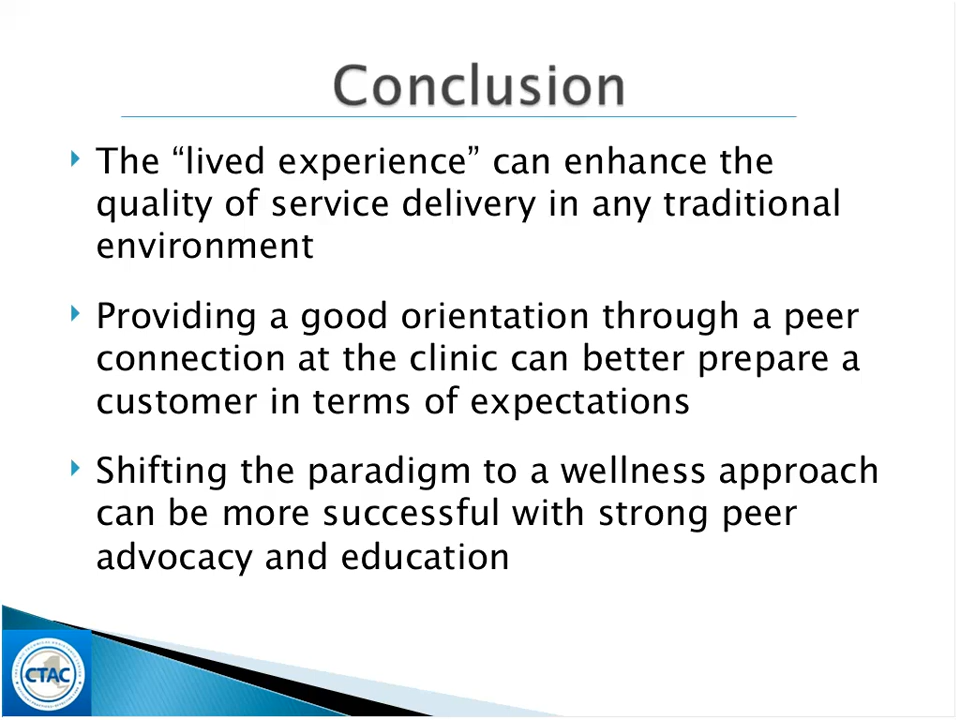 Conclusion
The “lived experience” can enhance the
quality of service delivery in any traditional
environment
Providing a good orientation through a peer
connection at the clinic can better prepare a
customer in terms of expectations
Shifting the paradigm to a wellness approach
can be more successful with strong peer
advocacy and education
CTAC